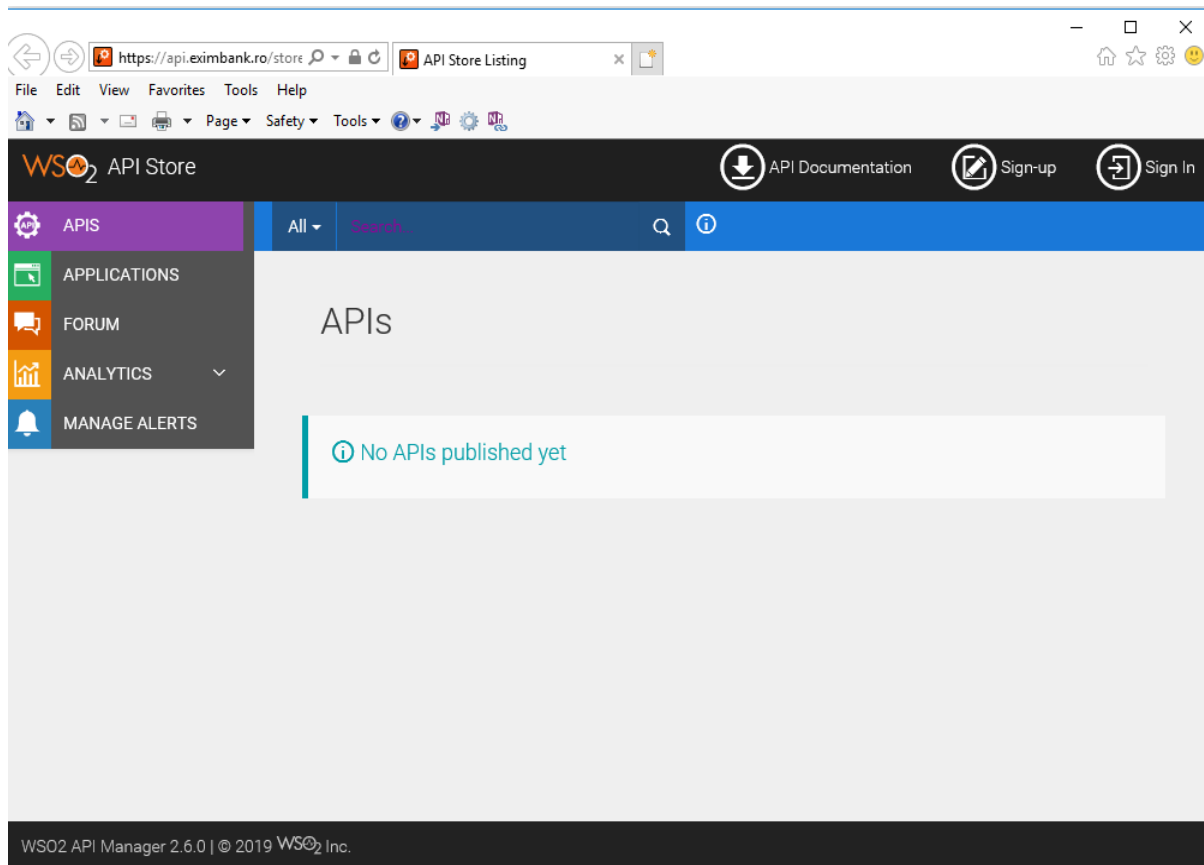 https://api.eximbank.ro/store
API Store Listing
File Edit View Favorites Tools Help
Page Safety Tools
WSO2 API Store
API Documentation
Sign-up
Sign In
API
APIS
All
Search...
APPLICATIONS
FORUM
ANALYTICS
MANAGE ALERTS
APIs
No APIs published yet
WSO2 API Manager 2.6.0 | © 2019 WSO2 Inc.